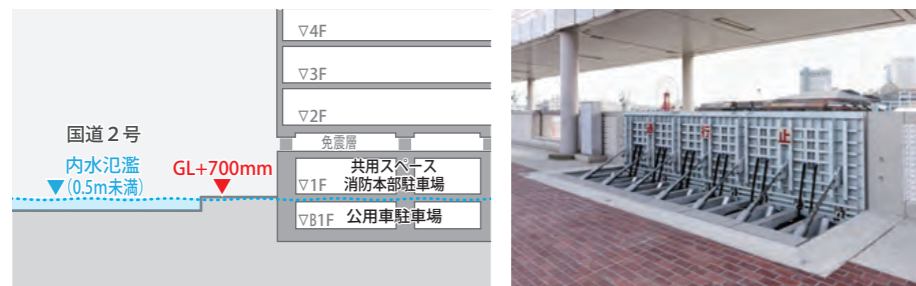 ▽4F
▽3F
▽2F
免震層
国道2号
内水氾濫
(0.5m未満)
GL+700mm
共用スペース
▽1F 消防本部駐車場
▽B1F 公用車駐車場
行
止